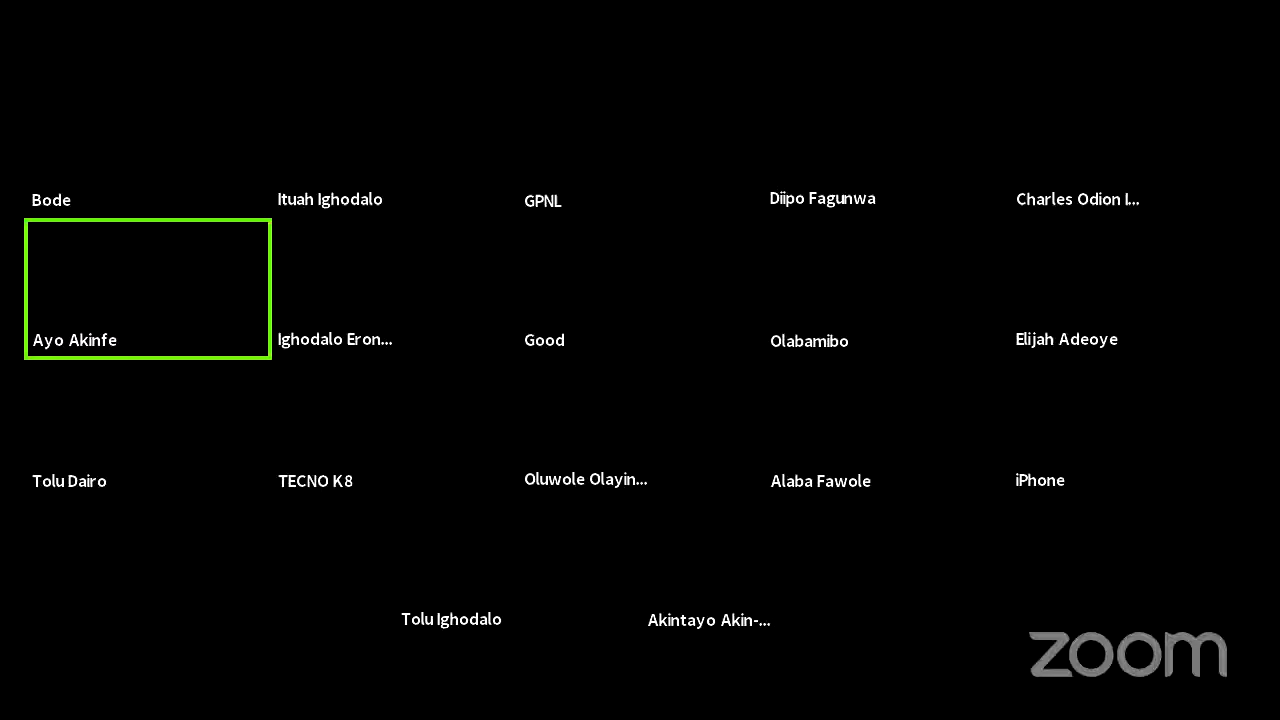 Bode
Ituah Ighodalo
GPNL
Diipo Fagunwa
Charles Odion I...
Ayo Akinfe
Ighodalo Eron...
Good
Olabamibo
Elijah Adeoye
Tolu Dairo
TECNO K8
Oluwole Olayin...
Alaba Fawole
iPhone
Tolu Ighodalo
Akintayo Akin-...
zoom